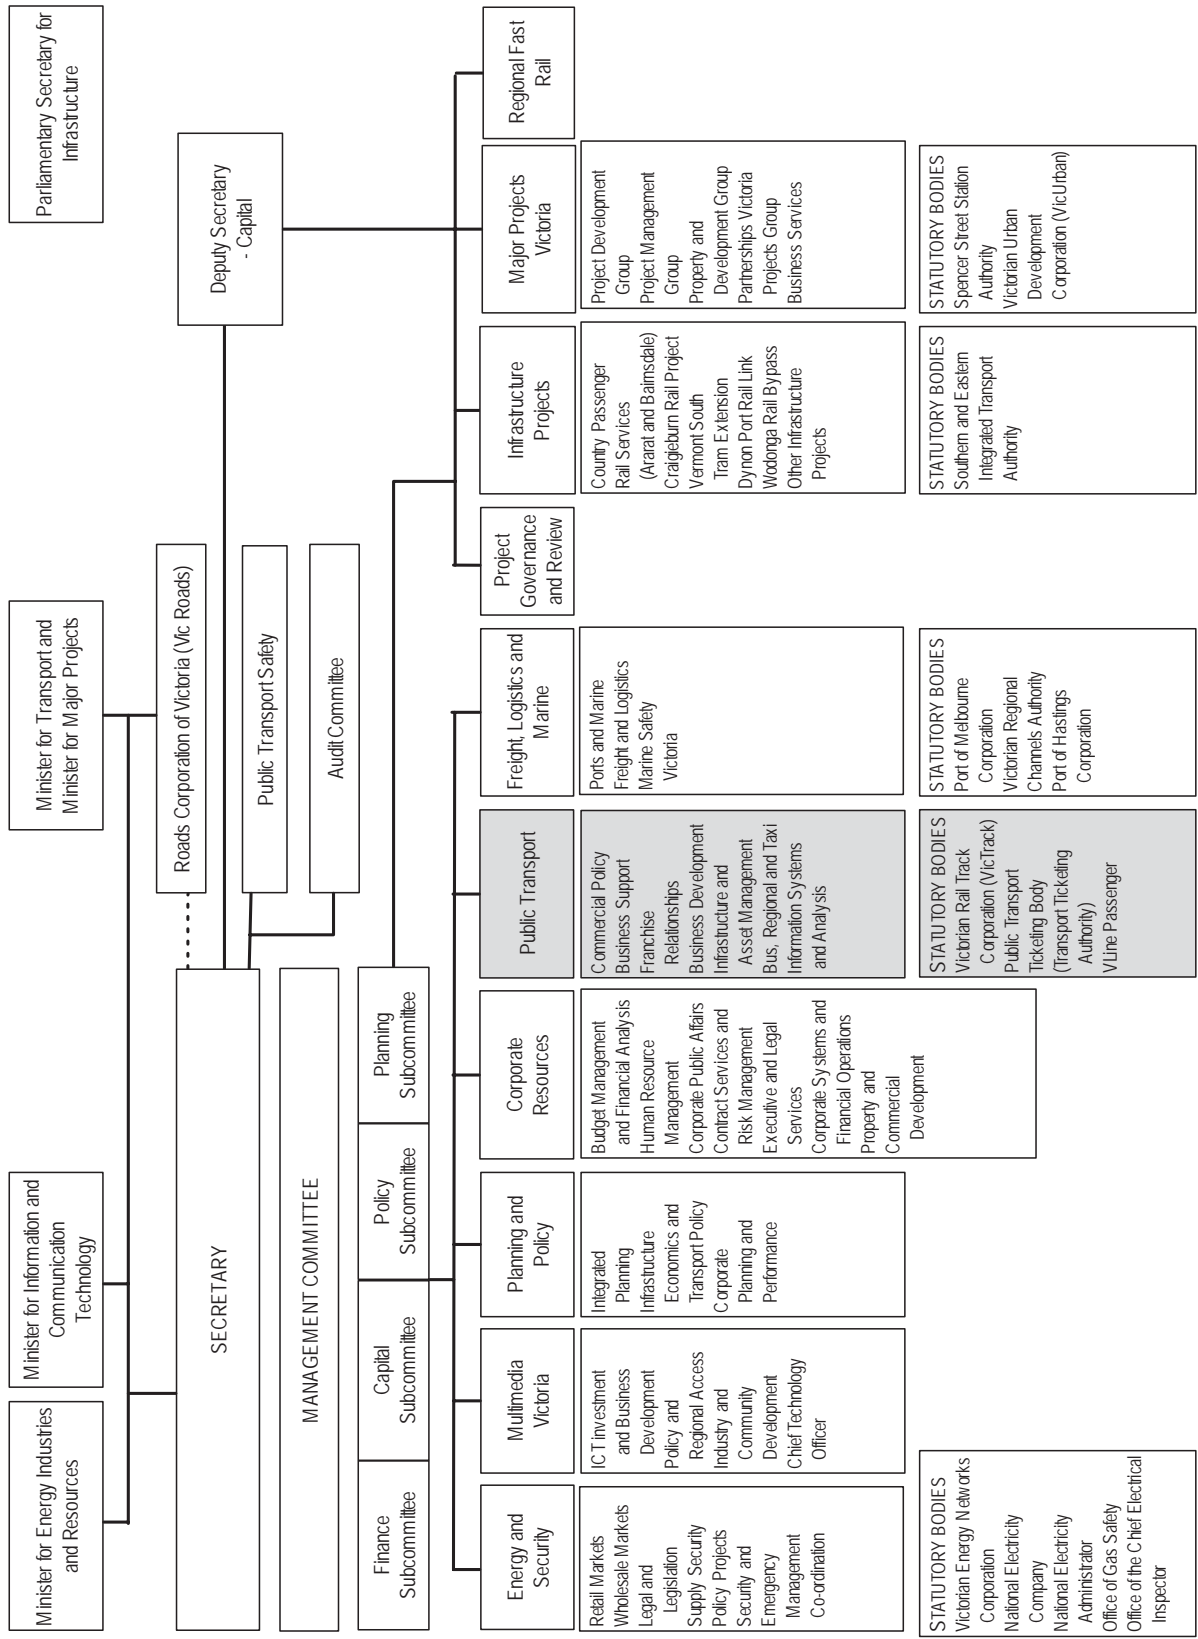 Minister for Energy Industries
and Resources
Minister for Information and
Communication
Technology
Minister for Transport and
Minister for Major Projects
Parliamentary Secretary for
Infrastructure
SECRETARY
Roads Corporation of Victoria (Vic Roads)
Public Transport Safety
Audit Committee
Deputy Secretary
- Capital
MANAGEMENT COMMITTEE
Finance
Subcommittee
Capital
Subcommittee
Policy
Subcommittee
Planning
Subcommittee
Energy and
Security
Retail Markets
Wholesale Markets
Legal and
Legislation
Supply Security
Policy Projects
Security and
Emergency
Management
Co-ordination
STATUTORY BODIES
Victorian Energy Networks
Corporation
National Electricity
Company
National Electricity
Administrator
Office of Gas Safety
Office of the Chief Electrical
Inspector
Multimedia
Victoria
ICT investment
and Business
Development
Policy and
Regional Access
Industry and
Community
Development
Chief Technology
Officer
Planning and
Policy
Integrated
Planning
Infrastructure
Economics and
Transport Policy
Corporate
Planning and
Performance
Corporate
Resources
Budget Management
and Financial Analysis
Human Resource
Management
Corporate Public Affairs
Contract Services and
Risk Management
Executive and Legal
Services
Corporate Systems and
Financial Operations
Property and
Commercial
Development
Public Transport
Commercial Policy
Business Support
Franchise
Relationships
Business Development
Infrastructure and
Asset Management
Bus, Regional and Taxi
Information Systems
and Analysis
STATUTORY BODIES
Victorian Rail Track
Corporation (VicTrack)
Public Transport
Ticketing Body
(Transport Ticketing
Authority)
VLine Passenger
Freight, Logistics and
Marine
Ports and Marine
Freight and Logistics
Marine Safety
Victoria
STATUTORY BODIES
Port of Melbourne
Corporation
Victorian Regional
Channels Authority
Port of Hastings
Corporation
Project
Governance
and Review
Infrastructure
Projects
Country Passenger
Rail Services
(Ararat and Bairnsdale)
Craigieburn Rail Project
Vermont South
Tram Extension
Dynon Port Rail Link
Wodonga Rail Bypass
Other Infrastructure
Projects
STATUTORY BODIES
Southern and Eastern
Integrated Transport
Authority
Major Projects
Victoria
Project Development
Group
Project Management
Group
Property and
Development Group
Partnerships Victoria
Projects Group
Business Services
STATUTORY BODIES
Spencer Street Station
Authority
Victorian Urban
Development
Corporation (VicUrban)
Regional Fast
Rail